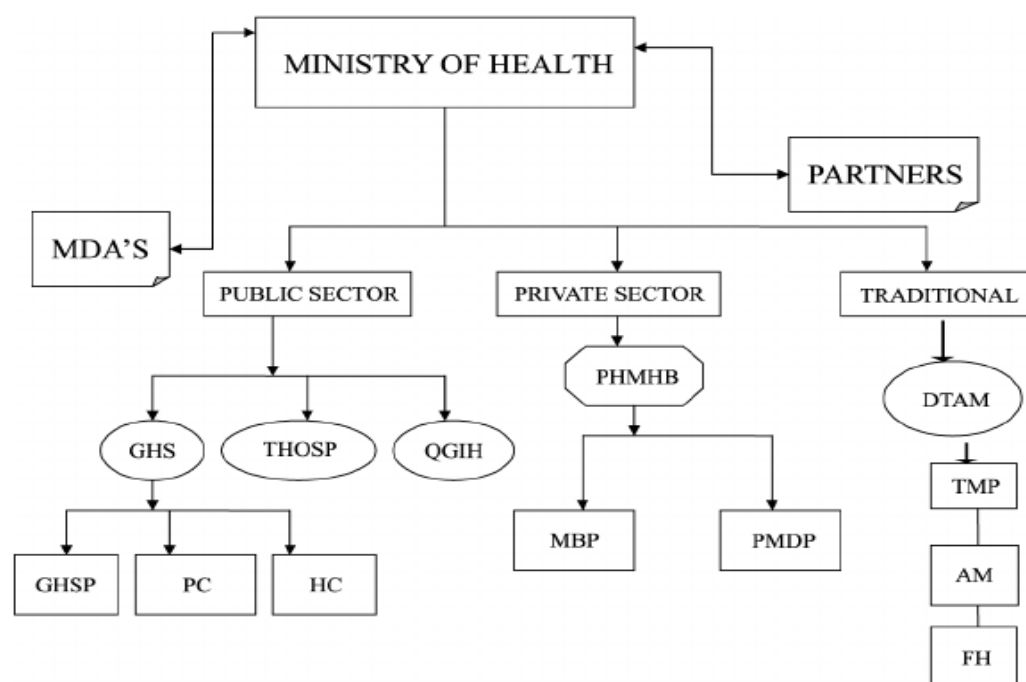 MINISTRY OF HEALTH
PARTNERS
MDA'S
PUBLIC SECTOR
PRIVATE SECTOR
TRADITIONAL
PHMHB
DTAM
GHS
THOSP
QGIH
TMP
MBP
PMDP
GHSP
PC
HC
AM
FH